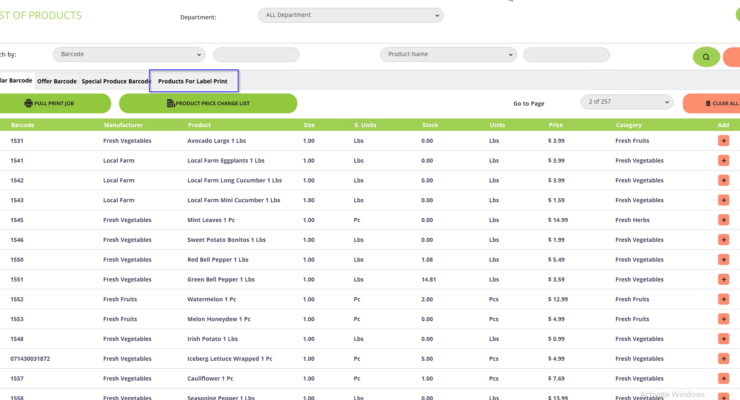 ST OF PRODUCTS
Department: ALL Department
ch by: Barcode Product Name
lar Barcode Offer Barcode Special Produce Barcode Products For Label Print
PULL PRINT JOB PRODUCT PRICE CHANGE LIST Go to Page 2 of 257 CLEAR ALL
Barcode Manufacturer Product Size S. Units Stock Units Price Category Add
1531 Fresh Vegetables Avocado Large 1 Lbs 1.00 Lbs 0.00 Lbs $ 3.99 Fresh Fruits +
1541 Local Farm Local Farm Eggplants 1 Lbs 1.00 Lbs 0.00 Lbs $ 3.99 Fresh Vegetables +
1542 Local Farm Local Farm Long Cucumber 1 Lbs 1.00 Lbs 0.00 Lbs $ 3.99 Fresh Vegetables +
1543 Local Farm Local Farm Mini Cucumber 1 Lbs 1.00 Lbs 0.00 Lbs $ 1.59 Fresh Vegetables +
1545 Fresh Vegetables Mint Leaves 1 Pc 1.00 Pc 0.00 Lbs $ 14.99 Fresh Herbs +
1546 Fresh Vegetables Sweet Potato Bonitos 1 Lbs 1.00 Lbs 0.00 Lbs $ 1.99 Fresh Vegetables +
1550 Fresh Vegetables Red Bell Pepper 1 Lbs 1.00 Lbs 1.08 Lbs $ 5.49 Fresh Vegetables +
1551 Fresh Vegetables Green Bell Pepper 1 Lbs 1.00 Lbs 14.81 Lbs $ 3.59 Fresh Vegetables +
1552 Fresh Fruits Watermelon 1 Pc 1.00 Pc 2.00 Pcs $ 12.99 Fresh Fruits +
1553 Fresh Fruits Melon Honeydew 1 Pc 1.00 Pc 0.00 Pcs $ 4.99 Fresh Fruits +
1548 Fresh Vegetables Irish Potato 1 Lbs 1.00 Lbs 0.00 Lbs $ 0.99 Fresh Vegetables +
071430031872 Fresh Vegetables Iceberg Lettuce Wrapped 1 Pc 1.00 Pc 5.00 Pcs $ 4.99 Fresh Vegetables +
1557 Fresh Vegetables Cauliflower 1 Pc 1.00 Pc 1.00 Pcs $ 7.69 Fresh Vegetables +
1558 Fresh Vegetables Seasoning Pepper 1 Lbs 1.00 Lbs 0.00 Lbs $ 13.99 Fresh Vegetables +
Activate Windows